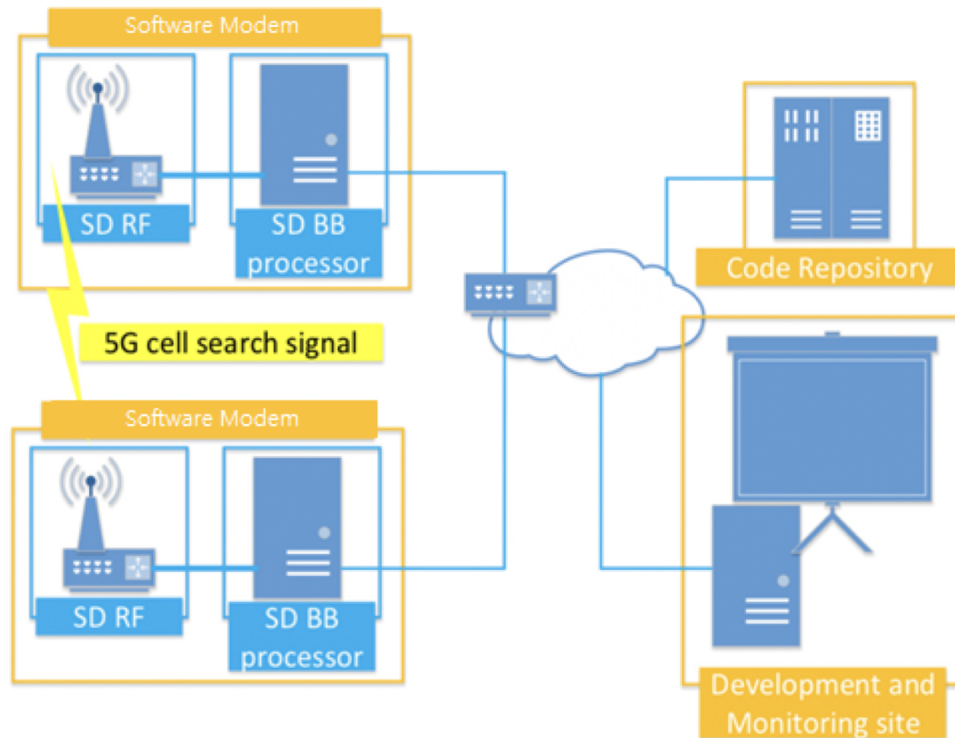 Software Modem
SD RF
SD BB
processor
5G cell search signal
Software Modem
SD RF
SD BB
processor
Code Repository
Development and
Monitoring site